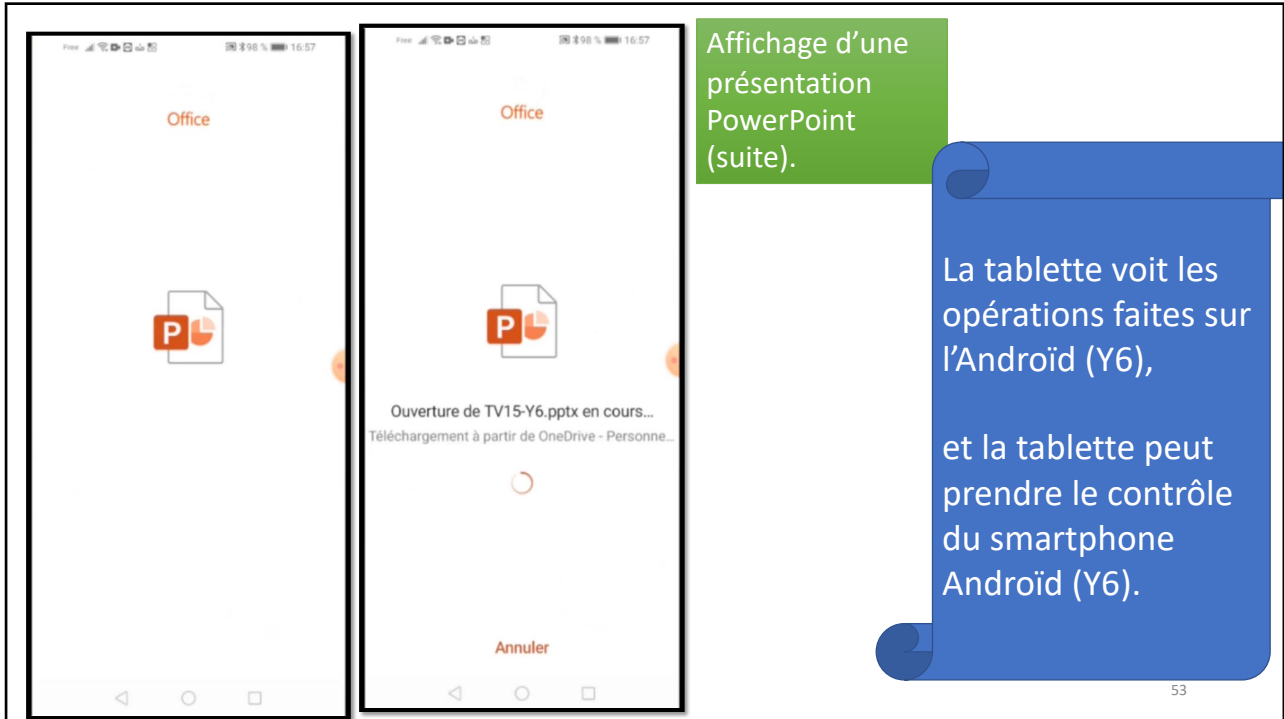 Free 98 % 16:57
Office
P
Free 98 % 16:57
Office
P
Ouverture de TV15-Y6.pptx en cours...
Téléchargement à partir de OneDrive - Personne...
Annuler
Affichage d’une
présentation
PowerPoint
(suite).
La tablette voit les
opérations faites sur
l’Androïd (Y6),
et la tablette peut
prendre le contrôle
du smartphone
Androïd (Y6).
53